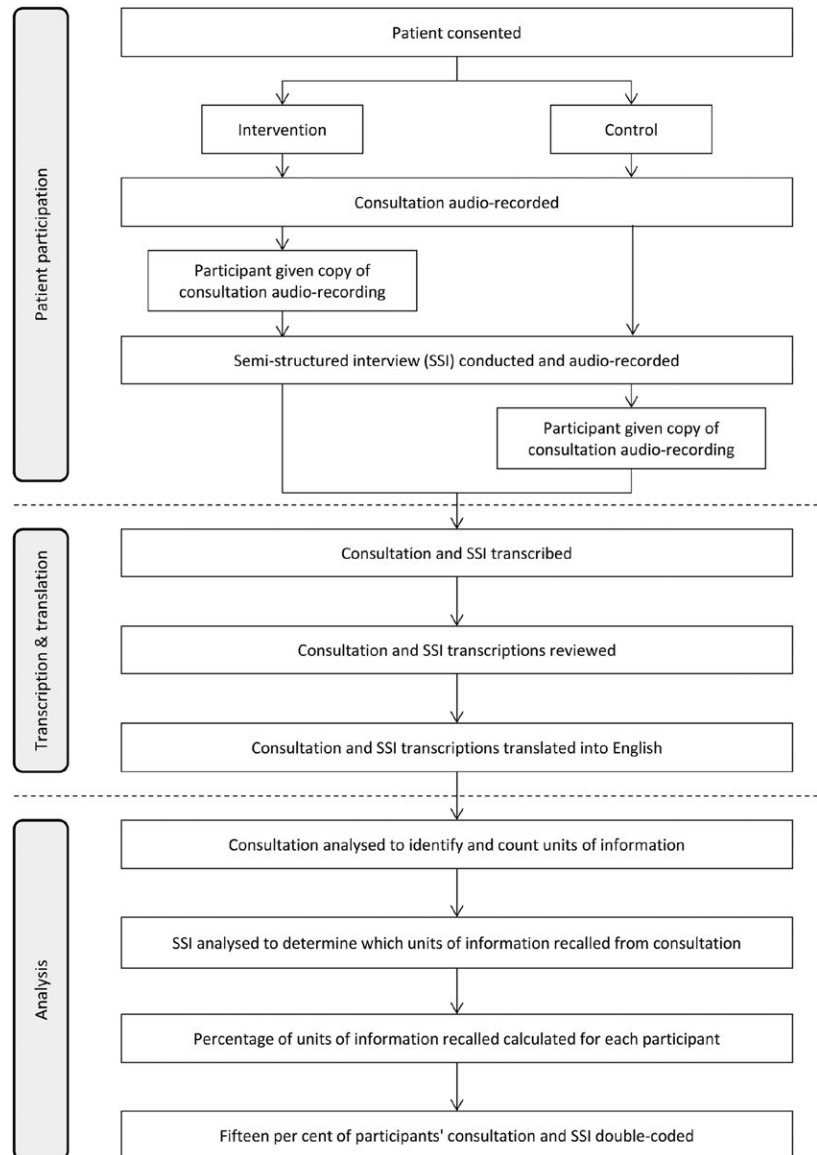 Patient participation
Patient consented
Intervention
Control
Consultation audio-recorded
Participant given copy of
consultation audio-recording
Semi-structured interview (SSI) conducted and audio-recorded
Participant given copy of
consultation audio-recording
Transcription & translation
Consultation and SSI transcribed
Consultation and SSI transcriptions reviewed
Consultation and SSI transcriptions translated into English
Analysis
Consultation analysed to identify and count units of information
SSI analysed to determine which units of information recalled from consultation
Percentage of units of information recalled calculated for each participant
Fifteen per cent of participants' consultation and SSI double-coded